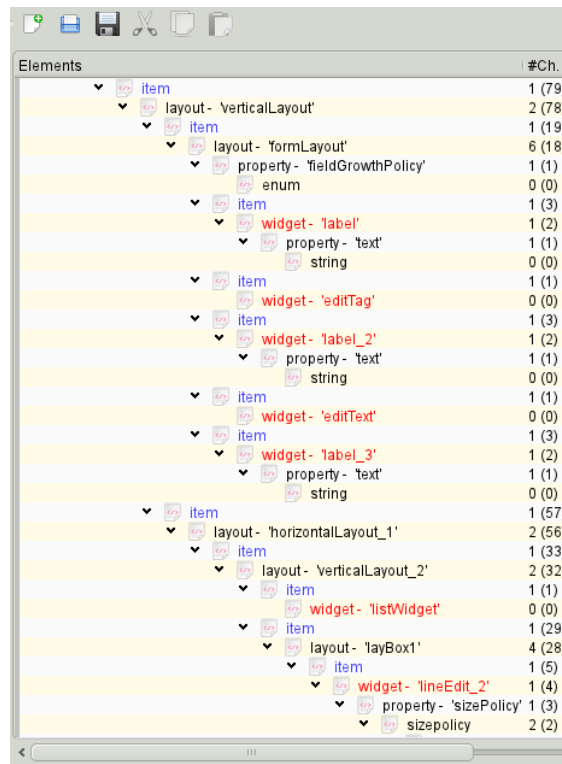 Elements #Ch.
item 1 (79
layout - 'verticalLayout' 2 (78
item 1 (19
layout - 'formLayout' 6 (18
property - 'fieldGrowthPolicy' 1 (1)
enum 0 (0)
item 1 (3)
widget - 'label' 1 (2)
property - 'text' 1 (1)
string 0 (0)
item 1 (1)
widget - 'editTag' 0 (0)
item 1 (3)
widget - 'label_2' 1 (2)
property - 'text' 1 (1)
string 0 (0)
item 1 (1)
widget - 'editText' 0 (0)
item 1 (3)
widget - 'label_3' 1 (2)
property - 'text' 1 (1)
string 0 (0)
item 1 (57
layout - 'horizontalLayout_1' 2 (56
item 1 (33
layout - 'verticalLayout_2' 2 (32
item 1 (1)
widget - 'listWidget' 0 (0)
item 1 (29
layout - 'layBox1' 4 (28
item 1 (5)
widget - 'lineEdit_2' 1 (4)
property - 'sizePolicy' 1 (3)
sizepolicy 2 (2)